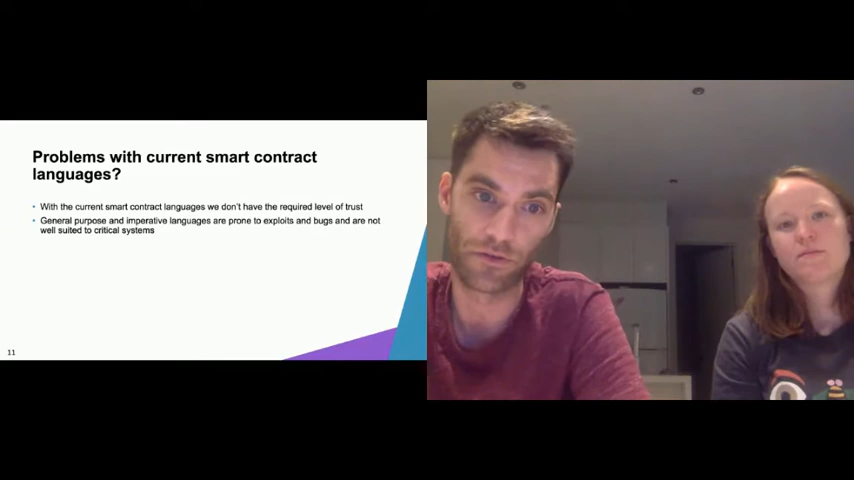 Problems with current smart contract
languages?
• With the current smart contract languages we don't have the required level of trust
• General purpose and imperative languages are prone to exploits and bugs and are not
well suited to critical systems
11